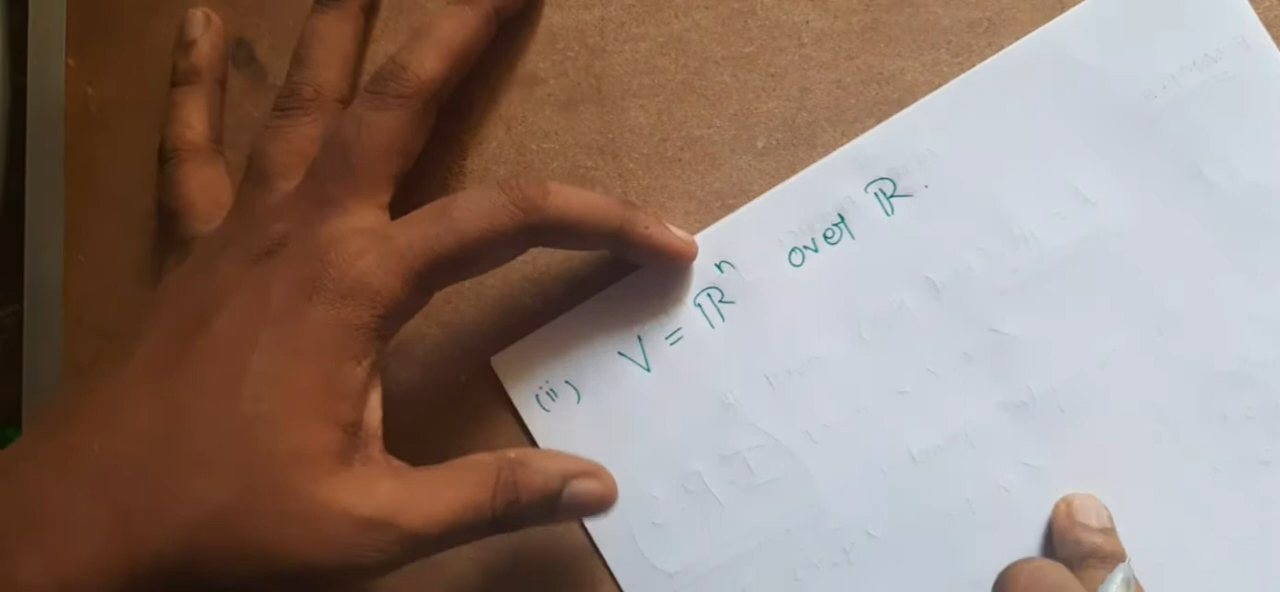 (ii) V = ℝⁿ over ℝ.